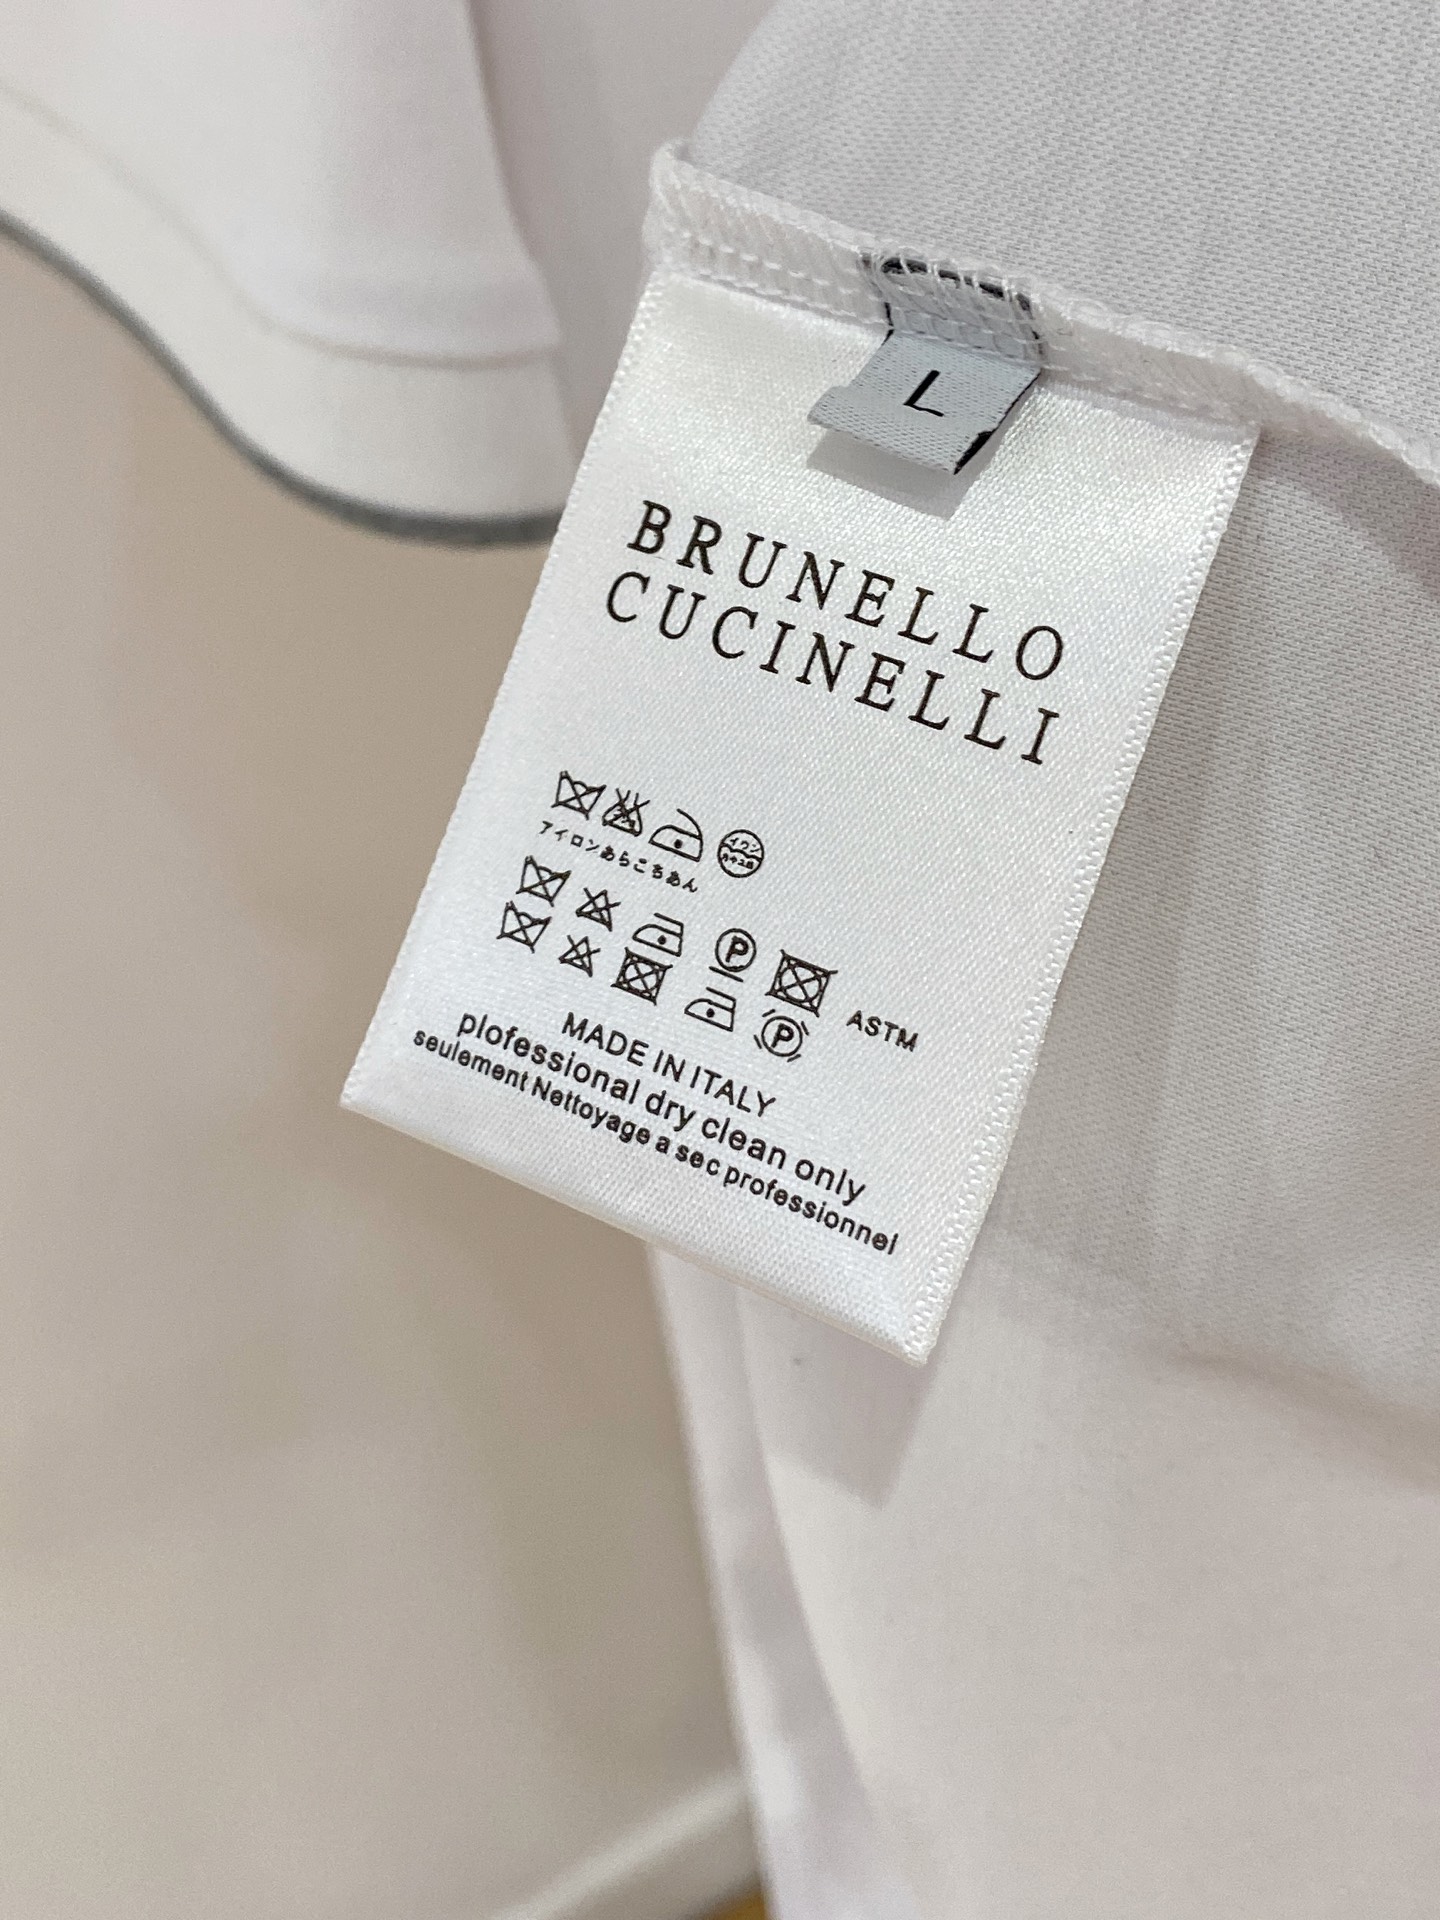 L
BRUNELLO
CUCINELLI
アイロンあらこちあん
P
ASTM
P
MADE IN ITALY
plofessional dry clean only
seulement Nettoyage a sec professionnel